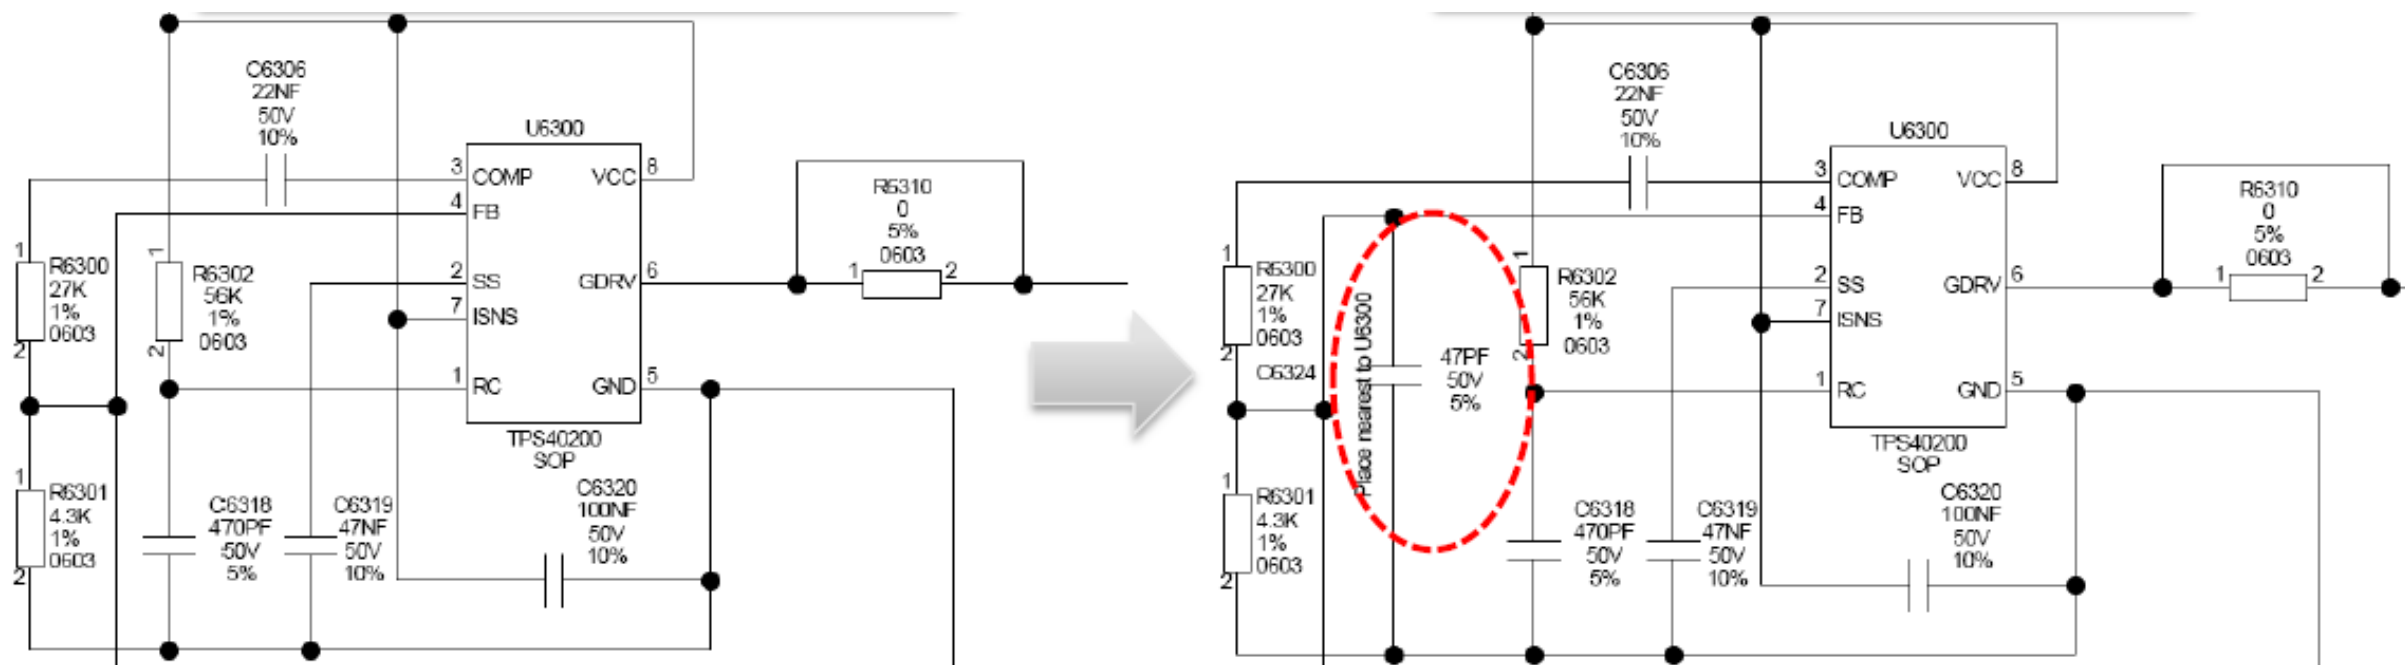 C6306
22NF
50V
10%
U6300
3
COMP
VCC
8
4
FB
R6310
0
5%
0603
1
2
1
R6300
27K
1%
0603
2
1
R6302
56K
1%
0603
2
2
SS
GDRV
6
7
ISNS
1
RC
GND
5
TPS40200
SOP
1
R6301
4.3K
1%
0603
2
C6318
470PF
50V
5%
C6319
47NF
50V
10%
C6320
100NF
50V
10%
C6306
22NF
50V
10%
U6300
3
COMP
VCC
8
4
FB
R6310
0
5%
0603
1
2
1
R6300
27K
1%
0603
2
C6324
Place nearest to U6300
47PF
50V
5%
1
R6302
56K
1%
0603
2
2
SS
GDRV
6
7
ISNS
1
RC
GND
5
TPS40200
SOP
1
R6301
4.3K
1%
0603
2
C6318
470PF
50V
5%
C6319
47NF
50V
10%
C6320
100NF
50V
10%